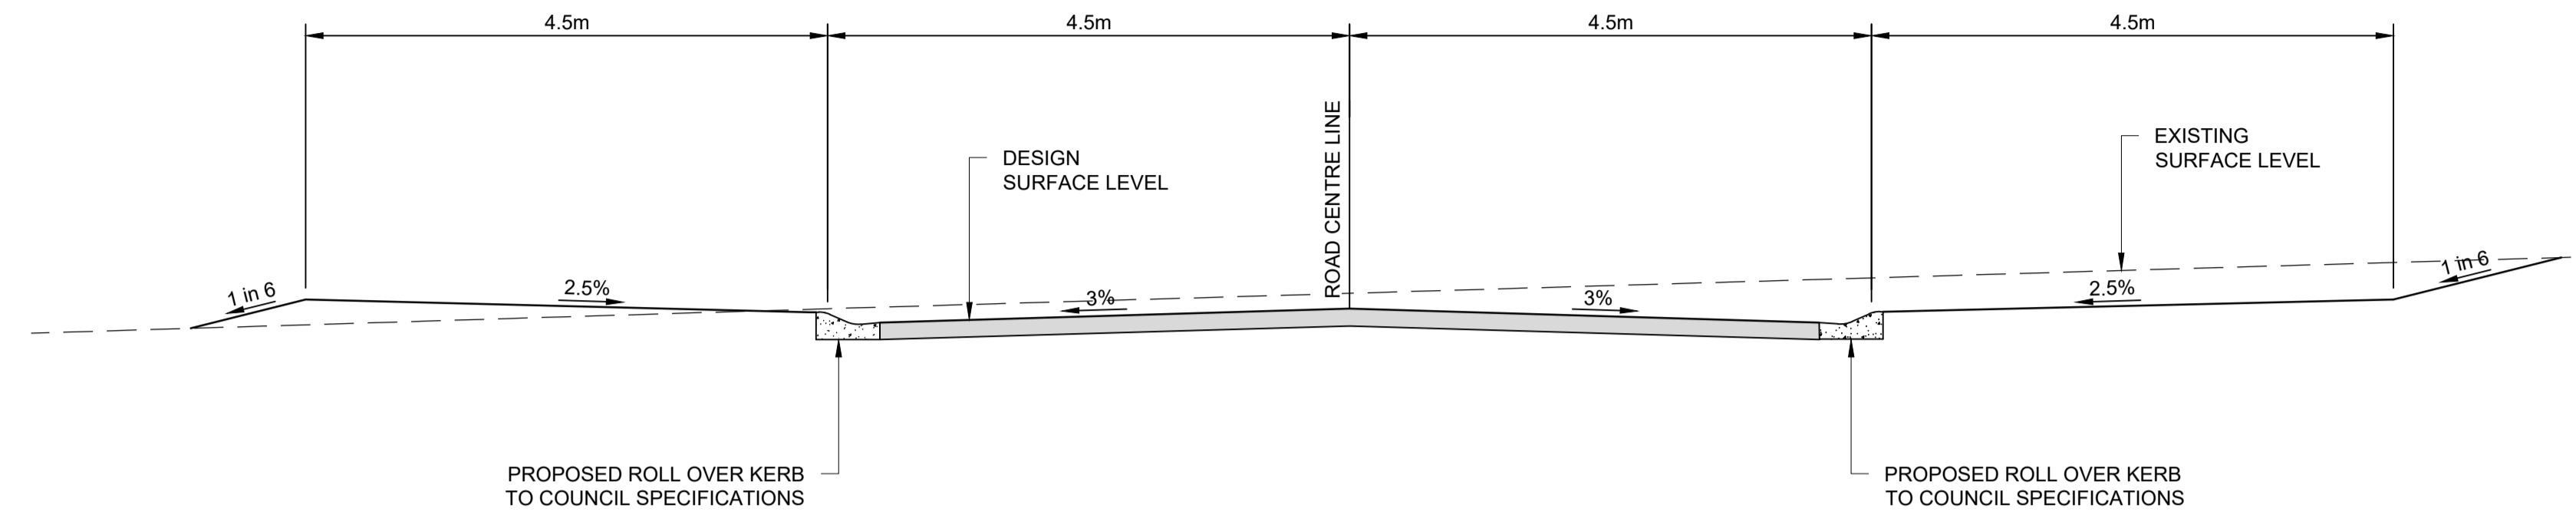 4.5m
4.5m
4.5m
4.5m
ROAD CENTRE LINE
DESIGN
SURFACE LEVEL
EXISTING
SURFACE LEVEL
1 in 6
2.5%
3%
3%
2.5%
1 in 6
PROPOSED ROLL OVER KERB
TO COUNCIL SPECIFICATIONS
PROPOSED ROLL OVER KERB
TO COUNCIL SPECIFICATIONS